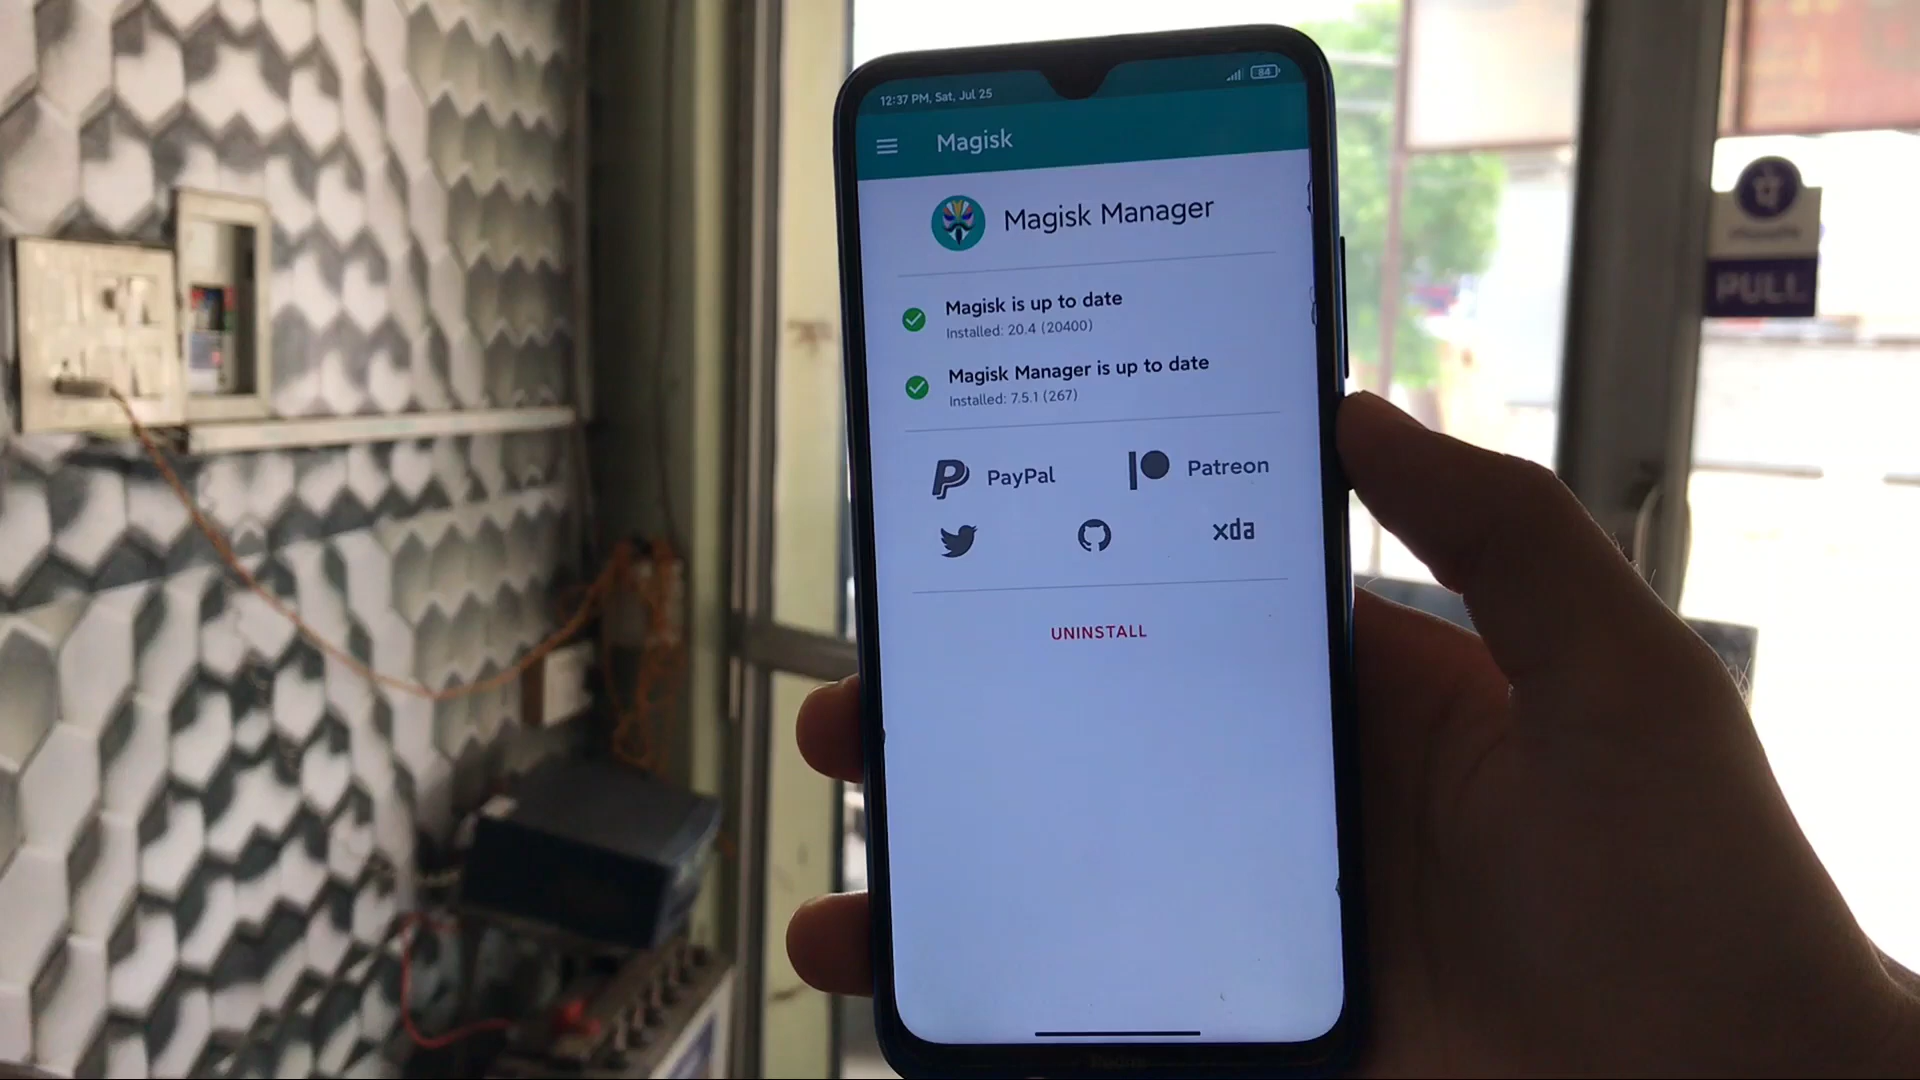 12:37 PM, Sat, Jul 25
84
Magisk
Magisk Manager
Magisk is up to date
Installed: 20.4 (20400)
Magisk Manager is up to date
Installed: 7.5.1 (267)
PayPal
Patreon
xda
UNINSTALL
पे
PULL